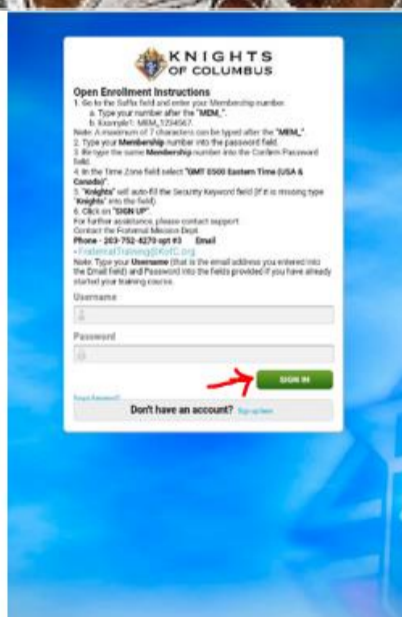 KNIGHTS
OF COLUMBUS
Open Enrollment Instructions
1. Go to the Suffix field and enter your Membership number.
a. Type your number after the "MEM_".
b. Example1: MEM_1234567.
Note: A maximum of 7 characters can be typed after the "MEM_".
2. Type your Membership number into the password field.
3. Re-type the same Membership number into the Confirm Password
field.
4. In the Time Zone field select "GMT -0500 Eastern Time (USA &
Canada)".
5. "Knights" will auto-fill the Security Keyword field (if it is missing type
"Knights" into the field).
6. Click on "SIGN UP".
For further assistance, please contact support.
Contact the Fraternal Mission Dept.
Phone - 203-752-4270 opt #3 Email
- FraternalTraining@KofC.org
Note: Type your Username (that is the email address you entered into
the Email field) and Password into the fields provided if you have already
started your training course.
Username
Password
SIGN IN
Forgot Password?
Don't have an account? Sign up here